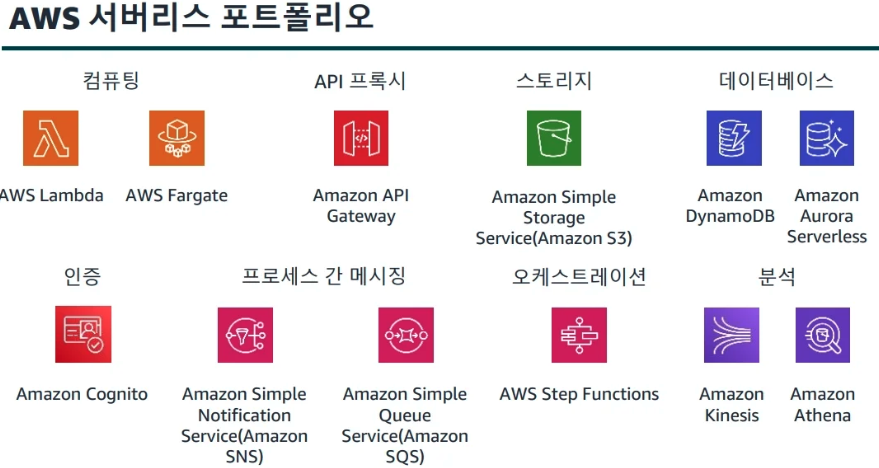 AWS 서버리스 포트폴리오
컴퓨팅
API 프록시
스토리지
데이터베이스
AWS Lambda
AWS Fargate
Amazon API
Gateway
Amazon Simple
Storage
Service(Amazon S3)
Amazon
DynamoDB
Amazon
Aurora
Serverless
인증
프로세스 간 메시징
오케스트레이션
분석
Amazon Cognito
Amazon Simple
Notification
Service(Amazon
SNS)
Amazon Simple
Queue
Service(Amazon
SQS)
AWS Step Functions
Amazon
Kinesis
Amazon
Athena